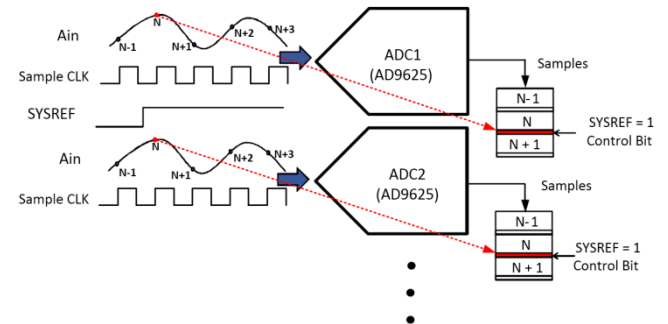 Ain
N-1
N
N+1
N+2
N+3
Sample CLK
SYSREF
ADC1
(AD9625)
Samples
N-1
N
N + 1
SYSREF = 1
Control Bit
Ain
N-1
N
N+1
N+2
N+3
Sample CLK
ADC2
(AD9625)
Samples
N-1
N
N + 1
SYSREF = 1
Control Bit